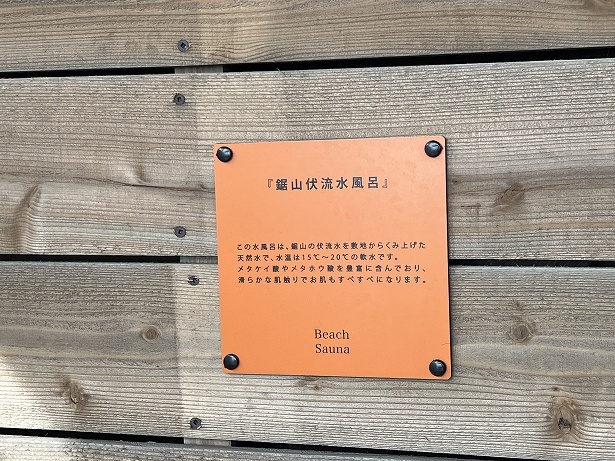 『鋸山伏流水風呂』
この水風呂は、鋸山の伏流水を敷地からくみ上げた
天然水で、水温は15℃〜20℃の軟水です。
メタケイ酸やメタホウ酸を豊富に含んでおり、
滑らかな肌触りでお肌もすべすべになります。
Beach
Sauna